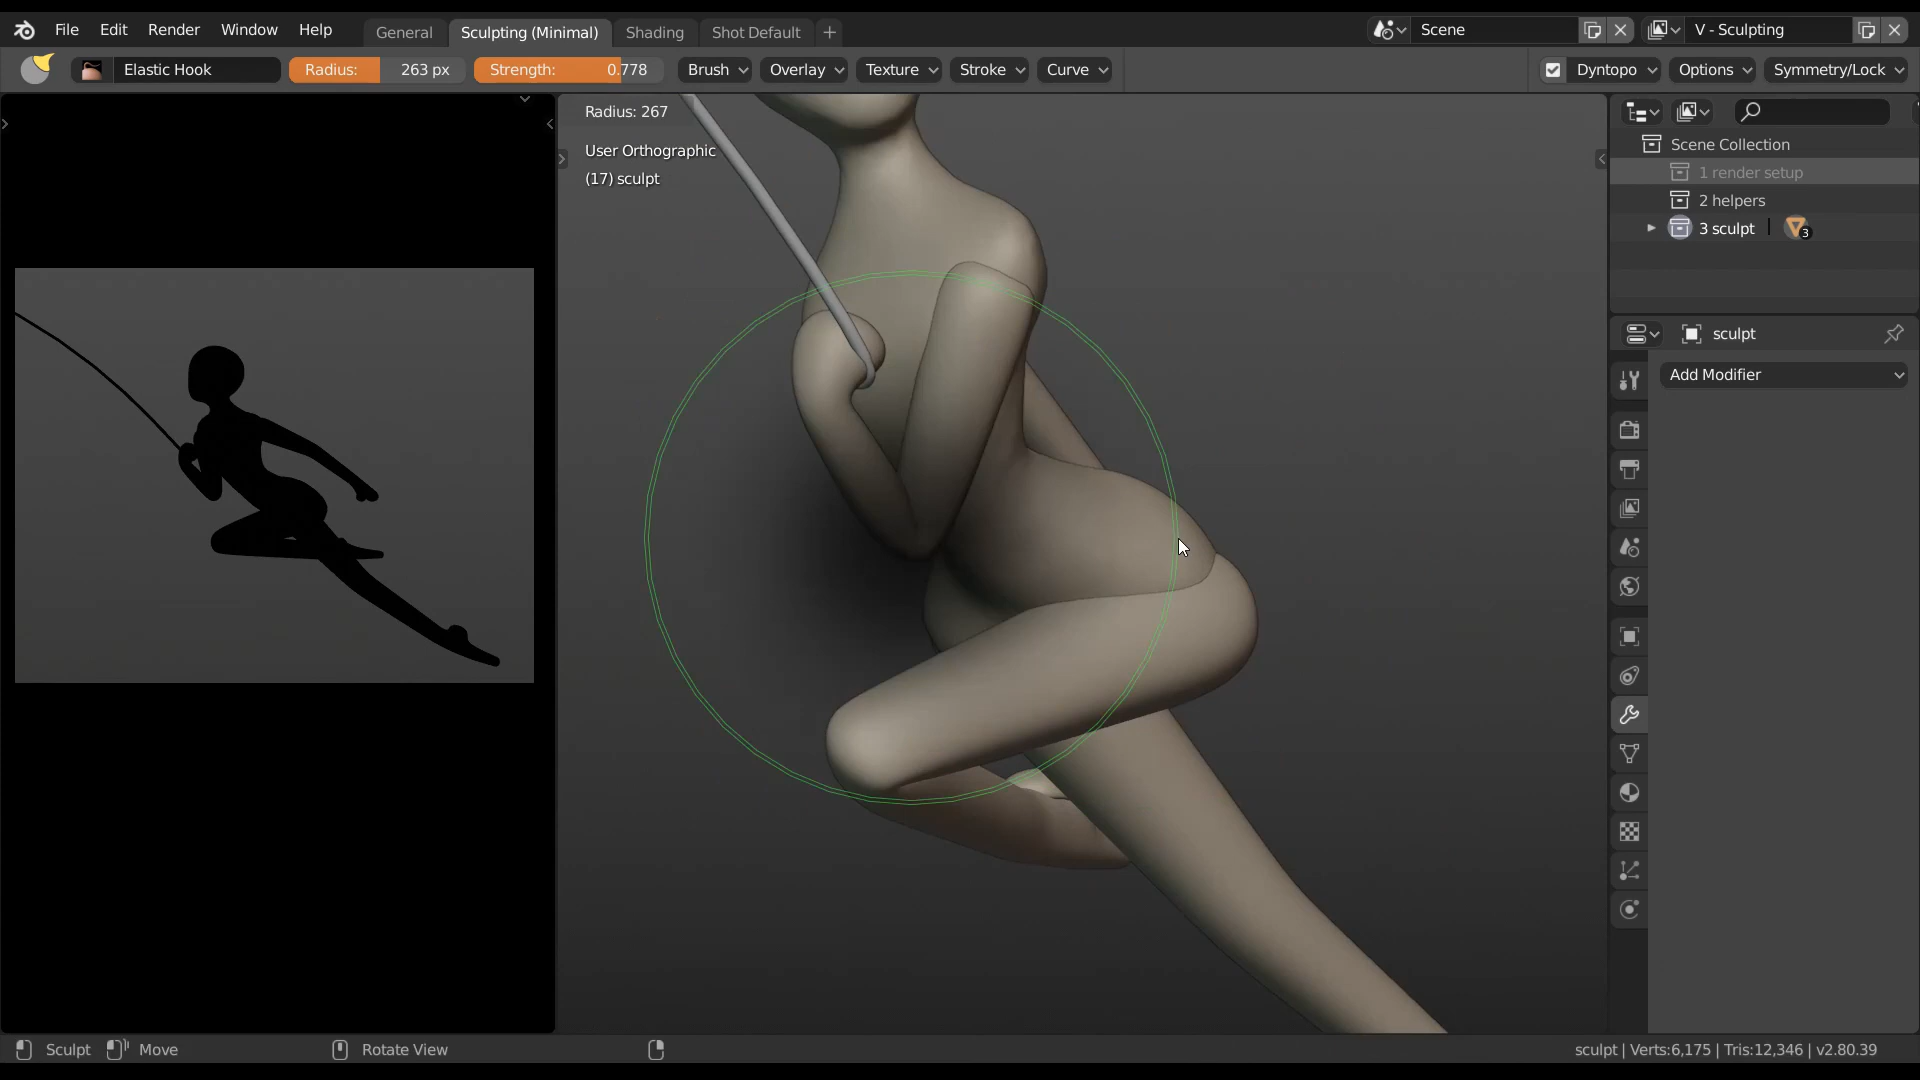 File Edit Render Window Help General Sculpting (Minimal) Shading Shot Default + Scene V - Sculpting
Elastic Hook Radius: 263 px Strength: 0.778 Brush Overlay Texture Stroke Curve Dyntopo Options Symmetry/Lock
Radius: 267
User Orthographic
(17) sculpt
Scene Collection
1 render setup
2 helpers
3 sculpt 3
sculpt
Add Modifier
Sculpt Move Rotate View sculpt | Verts:6,175 | Tris:12,346 | v2.80.39